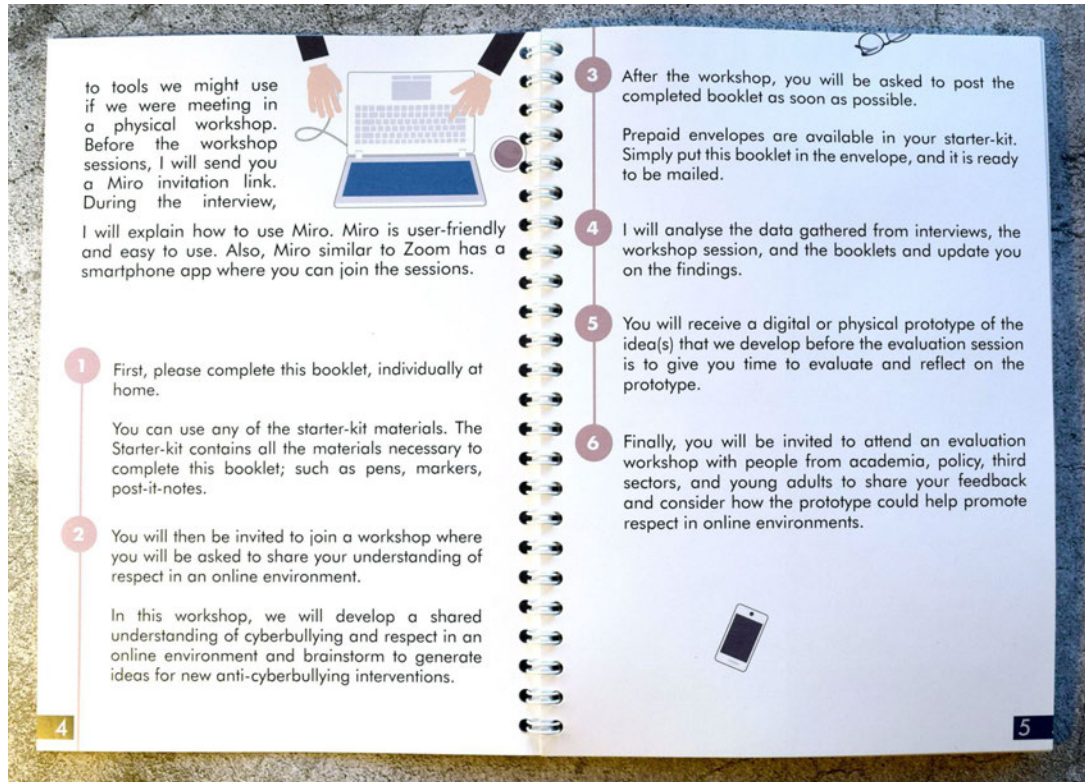 to tools we might use
if we were meeting in
a physical workshop.
Before the workshop
sessions, I will send you
a Miro invitation link.
During the interview,
I will explain how to use Miro. Miro is user-friendly
and easy to use. Also, Miro similar to Zoom has a
smartphone app where you can join the sessions.
1
First, please complete this booklet, individually at
home.
You can use any of the starter-kit materials. The
Starter-kit contains all the materials necessary to
complete this booklet; such as pens, markers,
post-it-notes.
2
You will then be invited to join a workshop where
you will be asked to share your understanding of
respect in an online environment.
In this workshop, we will develop a shared
understanding of cyberbullying and respect in an
online environment and brainstorm to generate
ideas for new anti-cyberbullying interventions.
4
3
After the workshop, you will be asked to post the
completed booklet as soon as possible.
Prepaid envelopes are available in your starter-kit.
Simply put this booklet in the envelope, and it is ready
to be mailed.
4
I will analyse the data gathered from interviews, the
workshop session, and the booklets and update you
on the findings.
5
You will receive a digital or physical prototype of the
idea(s) that we develop before the evaluation session
is to give you time to evaluate and reflect on the
prototype.
6
Finally, you will be invited to attend an evaluation
workshop with people from academia, policy, third
sectors, and young adults to share your feedback
and consider how the prototype could help promote
respect in online environments.
5